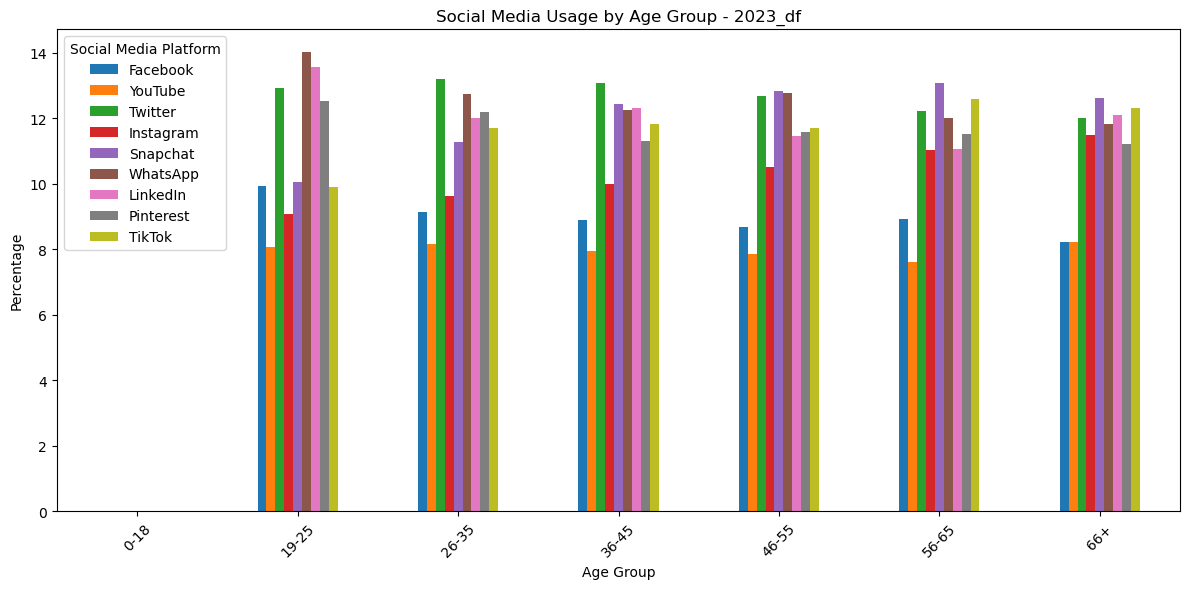 Social Media Usage by Age Group - 2023_df
Social Media Platform
Facebook
YouTube
Twitter
Instagram
Snapchat
WhatsApp
LinkedIn
Pinterest
TikTok
Percentage
14
12
10
8
6
4
2
0
0-18
19-25
26-35
36-45
46-55
56-65
66+
Age Group